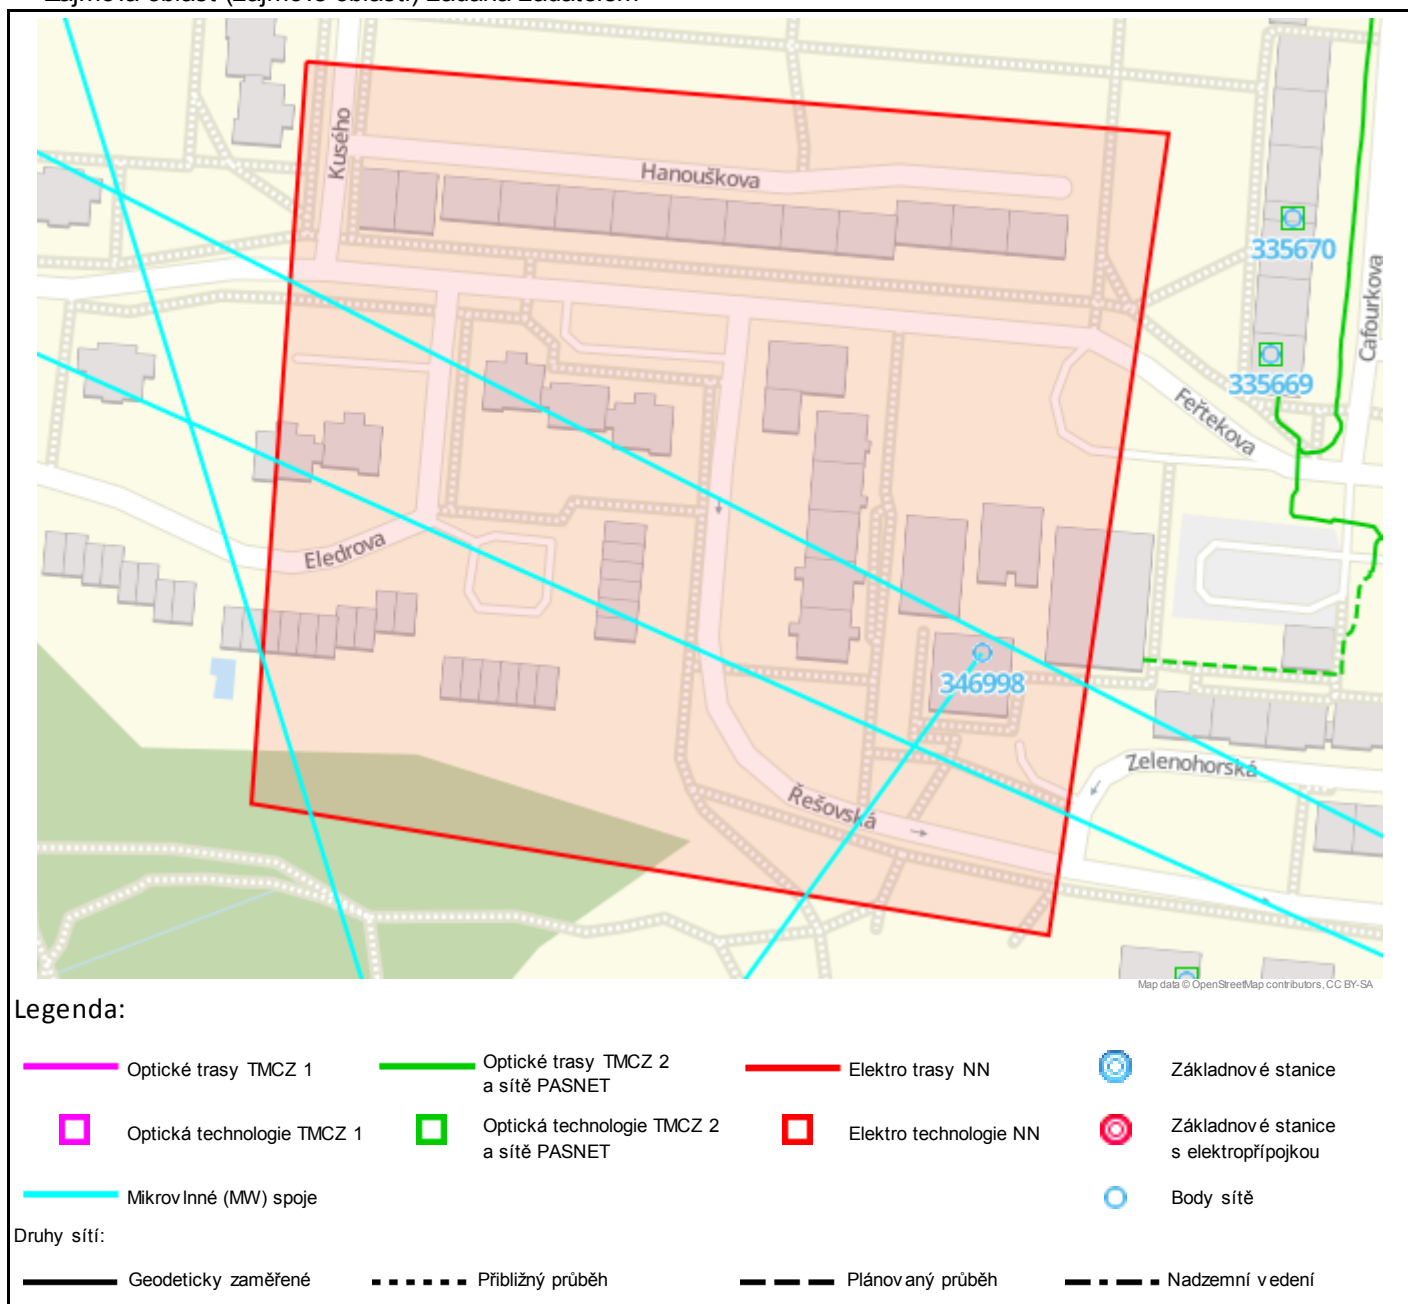 Kusého
Hanouškova
335670
Cafourkova
335669
Feřtekova
Eledrova
346998
Zelenohorská
Řešovská
Map data © OpenStreetMap contributors, CC BY-SA
Legenda:
Optické trasy TMCZ 1
Optické trasy TMCZ 2
a sítě PASNET
Elektro trasy NN
Základnové stanice
Optická technologie TMCZ 1
Optická technologie TMCZ 2
a sítě PASNET
Elektro technologie NN
Základnové stanice
s elektropřípojkou
Mikrovlnné (MW) spoje
Body sítě
Druhy sítí:
Geodeticky zaměřené
Přibližný průběh
Plánovaný průběh
Nadzemní vedení